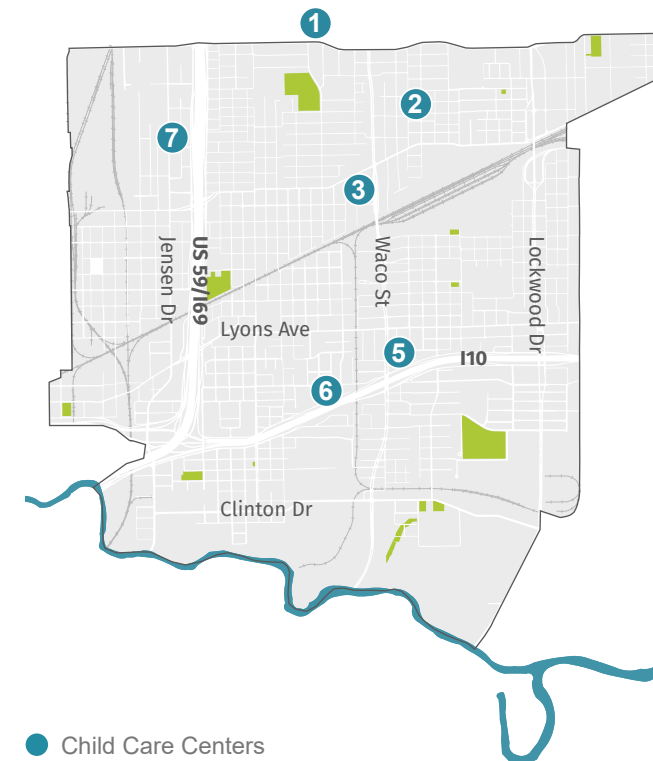 1
2
7
3
Jensen Dr
US 59/I69
Waco St
Lockwood Dr
Lyons Ave
5
I10
6
Clinton Dr
Child Care Centers